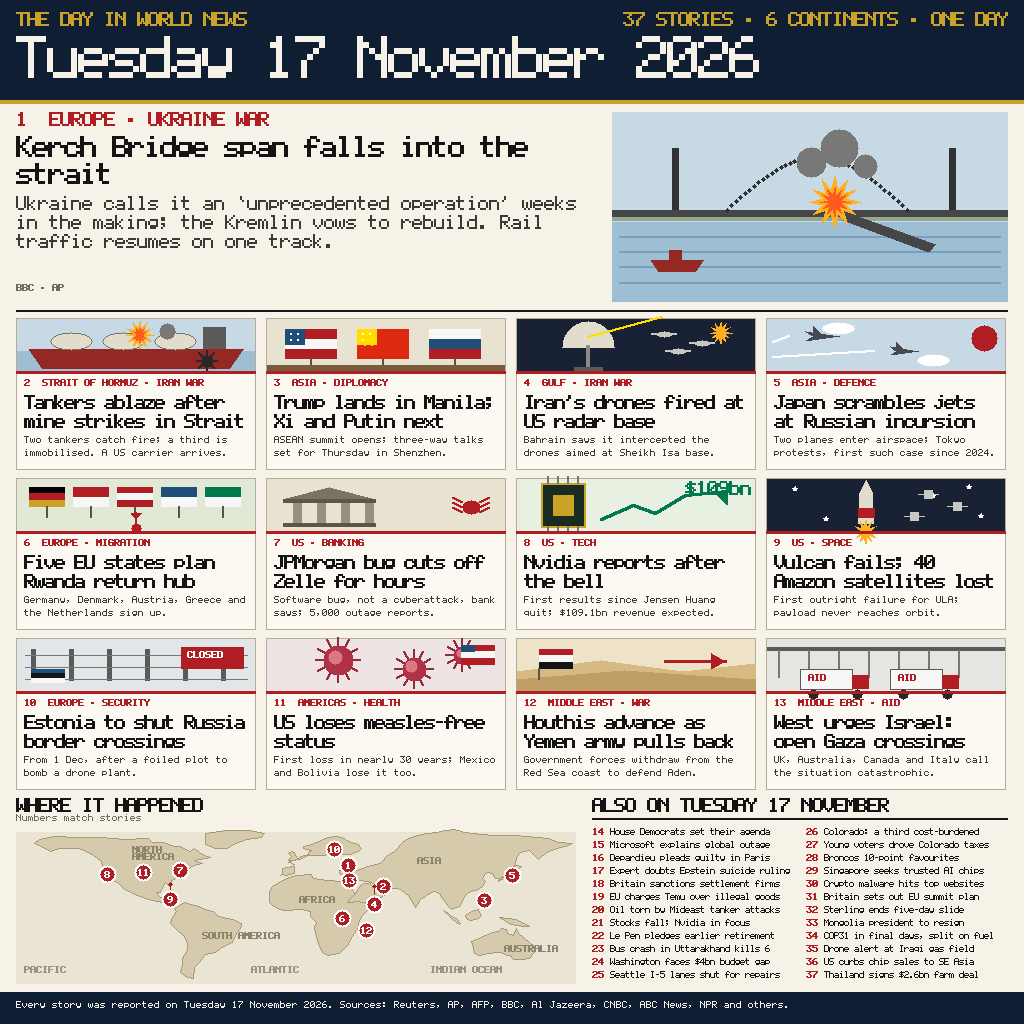 THE DAY IN WORLD NEWS
37 STORIES · 6 CONTINENTS · ONE DAY
Tuesday 17 November 2026
1 EUROPE · UKRAINE WAR
Kerch Bridge span falls into the
strait
Ukraine calls it an 'unprecedented operation' weeks
in the making; the Kremlin vows to rebuild. Rail
traffic resumes on one track.
BBC · AP
2 STRAIT OF HORMUZ · IRAN WAR
Tankers ablaze after
mine strikes in Strait
Two tankers catch fire; a third is
immobilised. A US carrier arrives.
3 ASIA · DIPLOMACY
Trump lands in Manila;
Xi and Putin next
ASEAN summit opens; three-way talks
set for Thursday in Shenzhen.
4 GULF · IRAN WAR
Iran's drones fired at
US radar base
Bahrain says it intercepted the
drones aimed at Sheikh Isa base.
5 ASIA · DEFENCE
Japan scrambles jets
at Russian incursion
Two planes enter airspace; Tokyo
protests, first such case since 2024.
6 EUROPE · MIGRATION
Five EU states plan
Rwanda return hub
Germany, Denmark, Austria, Greece and
the Netherlands sign up.
7 US · BANKING
JPMorgan bug cuts off
Zelle for hours
Software bug, not a cyberattack, bank
says; 5,000 outage reports.
$109bn
8 US · TECH
Nvidia reports after
the bell
First results since Jensen Huang
quit; $109.1bn revenue expected.
9 US · SPACE
Vulcan fails; 40
Amazon satellites lost
First outright failure for ULA;
payload never reaches orbit.
CLOSED
10 EUROPE · SECURITY
Estonia to shut Russia
border crossings
From 1 Dec, after a foiled plot to
bomb a drone plant.
11 AMERICAS · HEALTH
US loses measles-free
status
First loss in nearly 30 years; Mexico
and Bolivia lose it too.
12 MIDDLE EAST · WAR
Houthis advance as
Yemen army pulls back
Government forces withdraw from the
Red Sea coast to defend Aden.
AID
AID
13 MIDDLE EAST · AID
West urges Israel:
open Gaza crossings
UK, Australia, Canada and Italy call
the situation catastrophic.
WHERE IT HAPPENED
Numbers match stories
NORTH
AMERICA
SOUTH AMERICA
AFRICA
ASIA
AUSTRALIA
PACIFIC
ATLANTIC
INDIAN OCEAN
8
11
7
9
10
1
13
2
4
6
12
3
5
ALSO ON TUESDAY 17 NOVEMBER
14 House Democrats set their agenda
15 Microsoft explains global outage
16 Depardieu pleads guilty in Paris
17 Expert doubts Epstein suicide ruling
18 Britain sanctions settlement firms
19 EU charges Temu over illegal goods
20 Oil torn by Mideast tanker attacks
21 Stocks fall; Nvidia in focus
22 Le Pen pledges earlier retirement
23 Bus crash in Uttarakhand kills 6
24 Washington faces $4bn budget gap
25 Seattle I-5 lanes shut for repairs
26 Colorado: a third cost-burdened
27 Young voters drove Colorado taxes
28 Broncos 10-point favourites
29 Singapore seeks trusted AI chips
30 Crypto malware hits top websites
31 Britain sets out EU summit plan
32 Sterling ends five-day slide
33 Mongolia president to resign
34 COP31 in final days, split on fuel
35 Drone alert at Iraqi gas field
36 US curbs chip sales to SE Asia
37 Thailand signs $2.6bn farm deal
Every story was reported on Tuesday 17 November 2026. Sources: Reuters, AP, AFP, BBC, Al Jazeera, CNBC, ABC News, NPR and others.